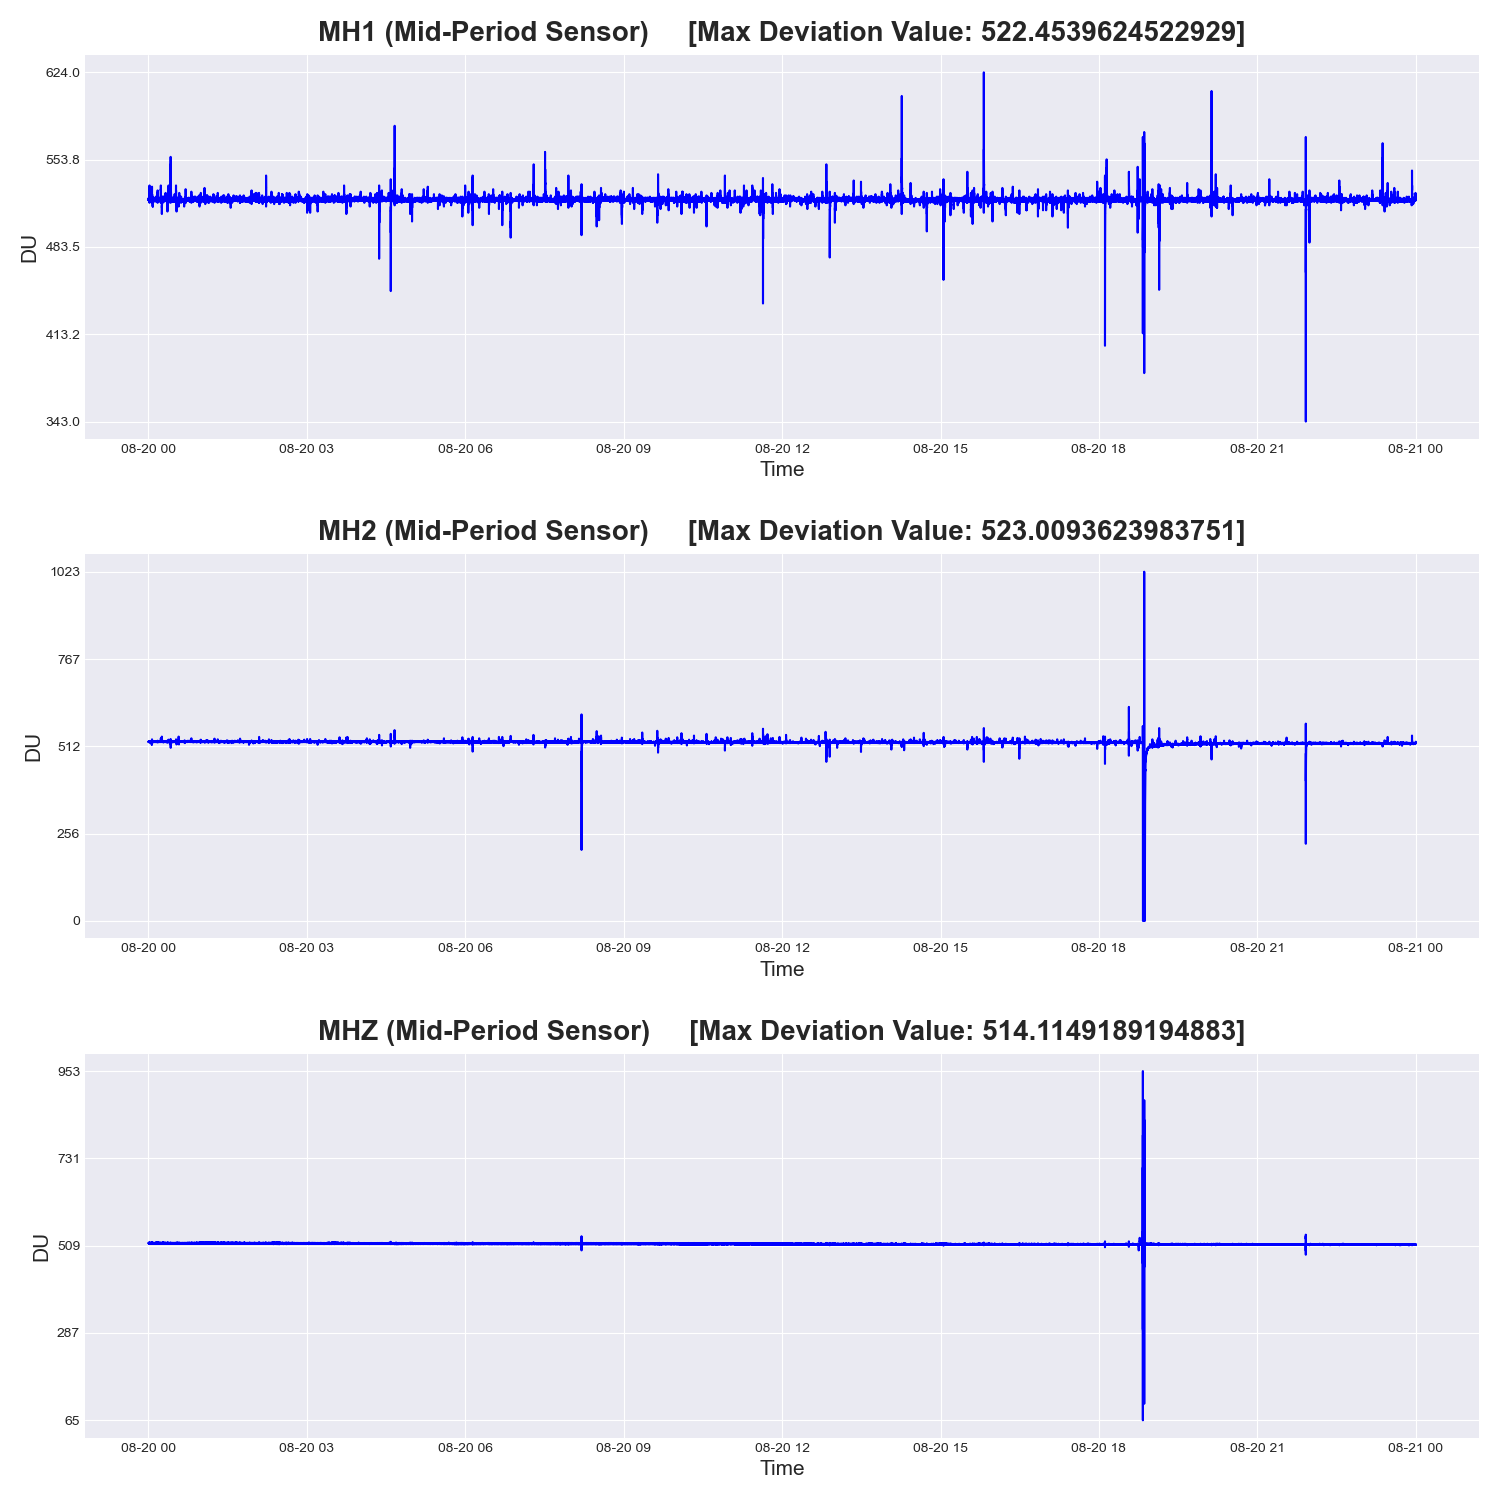 MH1 (Mid-Period Sensor) [Max Deviation Value: 522.4539624522929]
624.0
553.8
483.5
413.2
343.0
DU
08-20 00 08-20 03 08-20 06 08-20 09 08-20 12 08-20 15 08-20 18 08-20 21 08-21 00
Time
MH2 (Mid-Period Sensor) [Max Deviation Value: 523.0093623983751]
1023
767
512
256
0
DU
08-20 00 08-20 03 08-20 06 08-20 09 08-20 12 08-20 15 08-20 18 08-20 21 08-21 00
Time
MHZ (Mid-Period Sensor) [Max Deviation Value: 514.1149189194883]
953
731
509
287
65
DU
08-20 00 08-20 03 08-20 06 08-20 09 08-20 12 08-20 15 08-20 18 08-20 21 08-21 00
Time